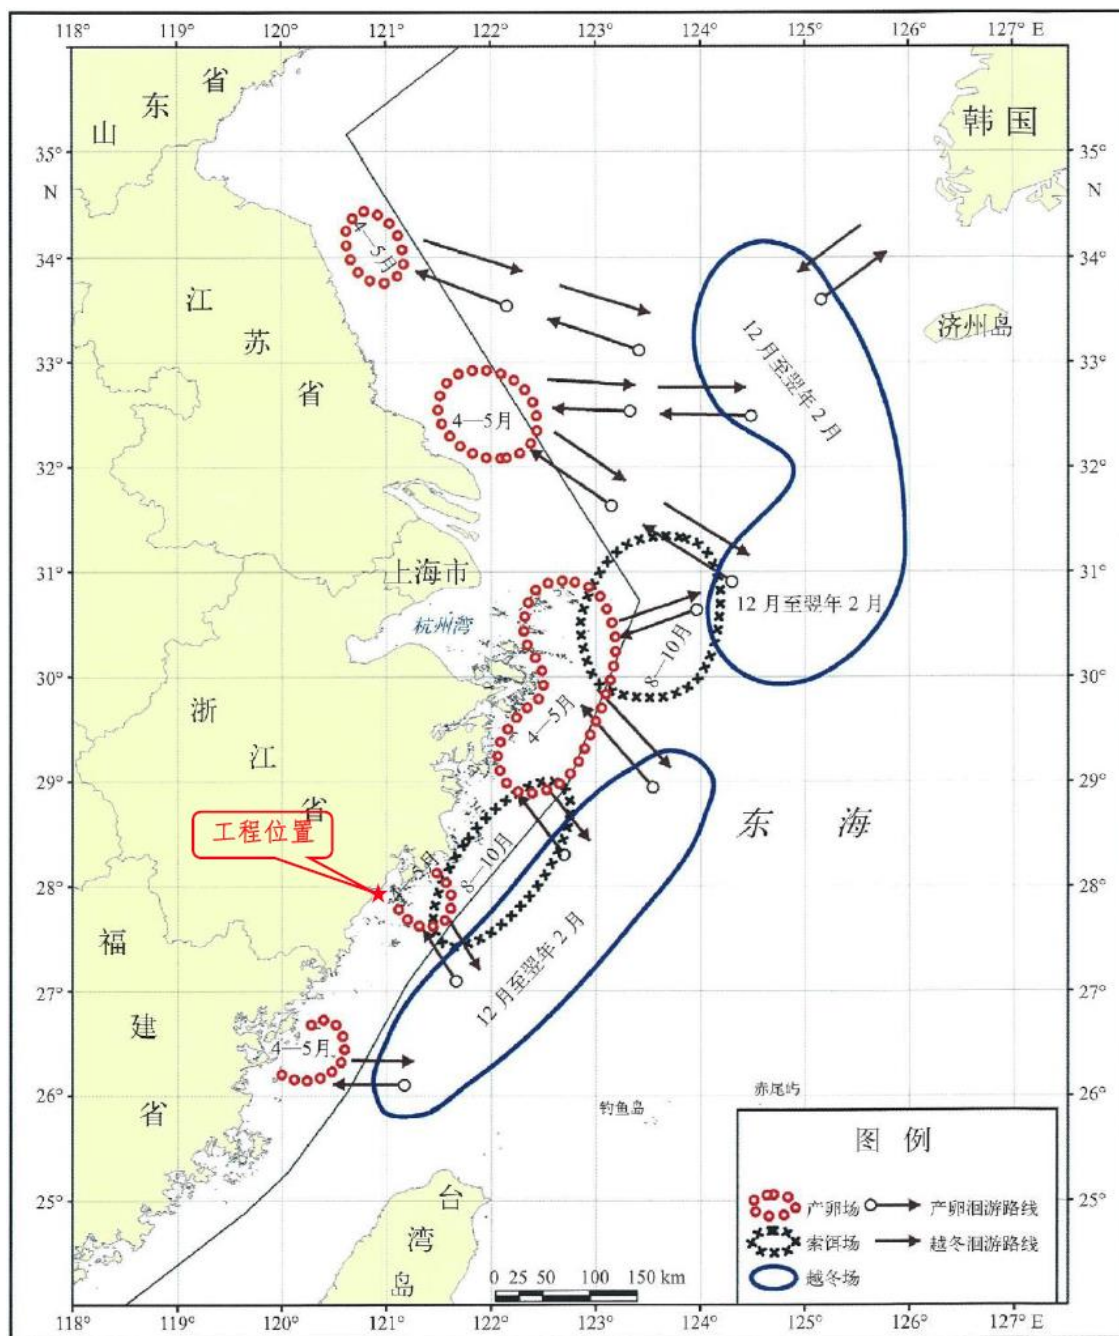 118° 119° 120° 121° 122° 123° 124° 125° 126° 127° E
山东省
韩国
35°
35°
N
N
4—5月
34°
34°
江苏省
济州岛
12月至翌年2月
33°
33°
4—5月
32°
32°
上海市
31°
31°
12月至翌年2月
杭州湾
8—10月
30°
30°
浙江省
4—5月
29°
29°
工程位置
东海
4—5月
8—10月
28°
28°
12月至翌年2月
福建省
27°
27°
4—5月
26°
26°
钓鱼岛
赤尾屿
图例
产卵场
产卵洄游路线
索饵场
越冬洄游路线
越冬场
25°
25°
台湾岛
0 25 50 100 150 km
118° 119° 120° 121° 122° 123° 124° 125° 126° 127° E